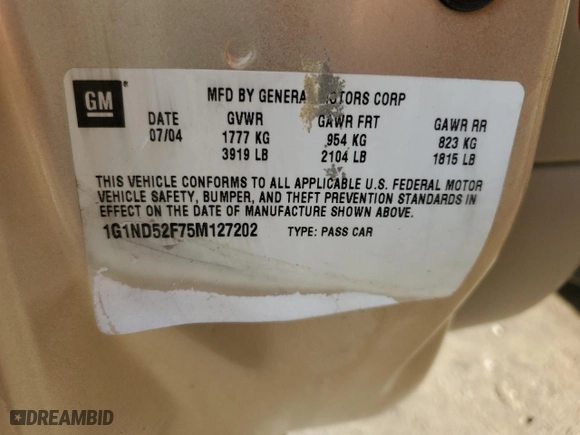 GM
MFD BY GENERAL MOTORS CORP
DATE GVWR GAWR FRT GAWR RR
07/04 1777 KG 954 KG 823 KG
3919 LB 2104 LB 1815 LB
THIS VEHICLE CONFORMS TO ALL APPLICABLE U.S. FEDERAL MOTOR
VEHICLE SAFETY, BUMPER, AND THEFT PREVENTION STANDARDS IN
EFFECT ON THE DATE OF MANUFACTURE SHOWN ABOVE.
1G1ND52F75M127202 TYPE: PASS CAR
DREAMBID